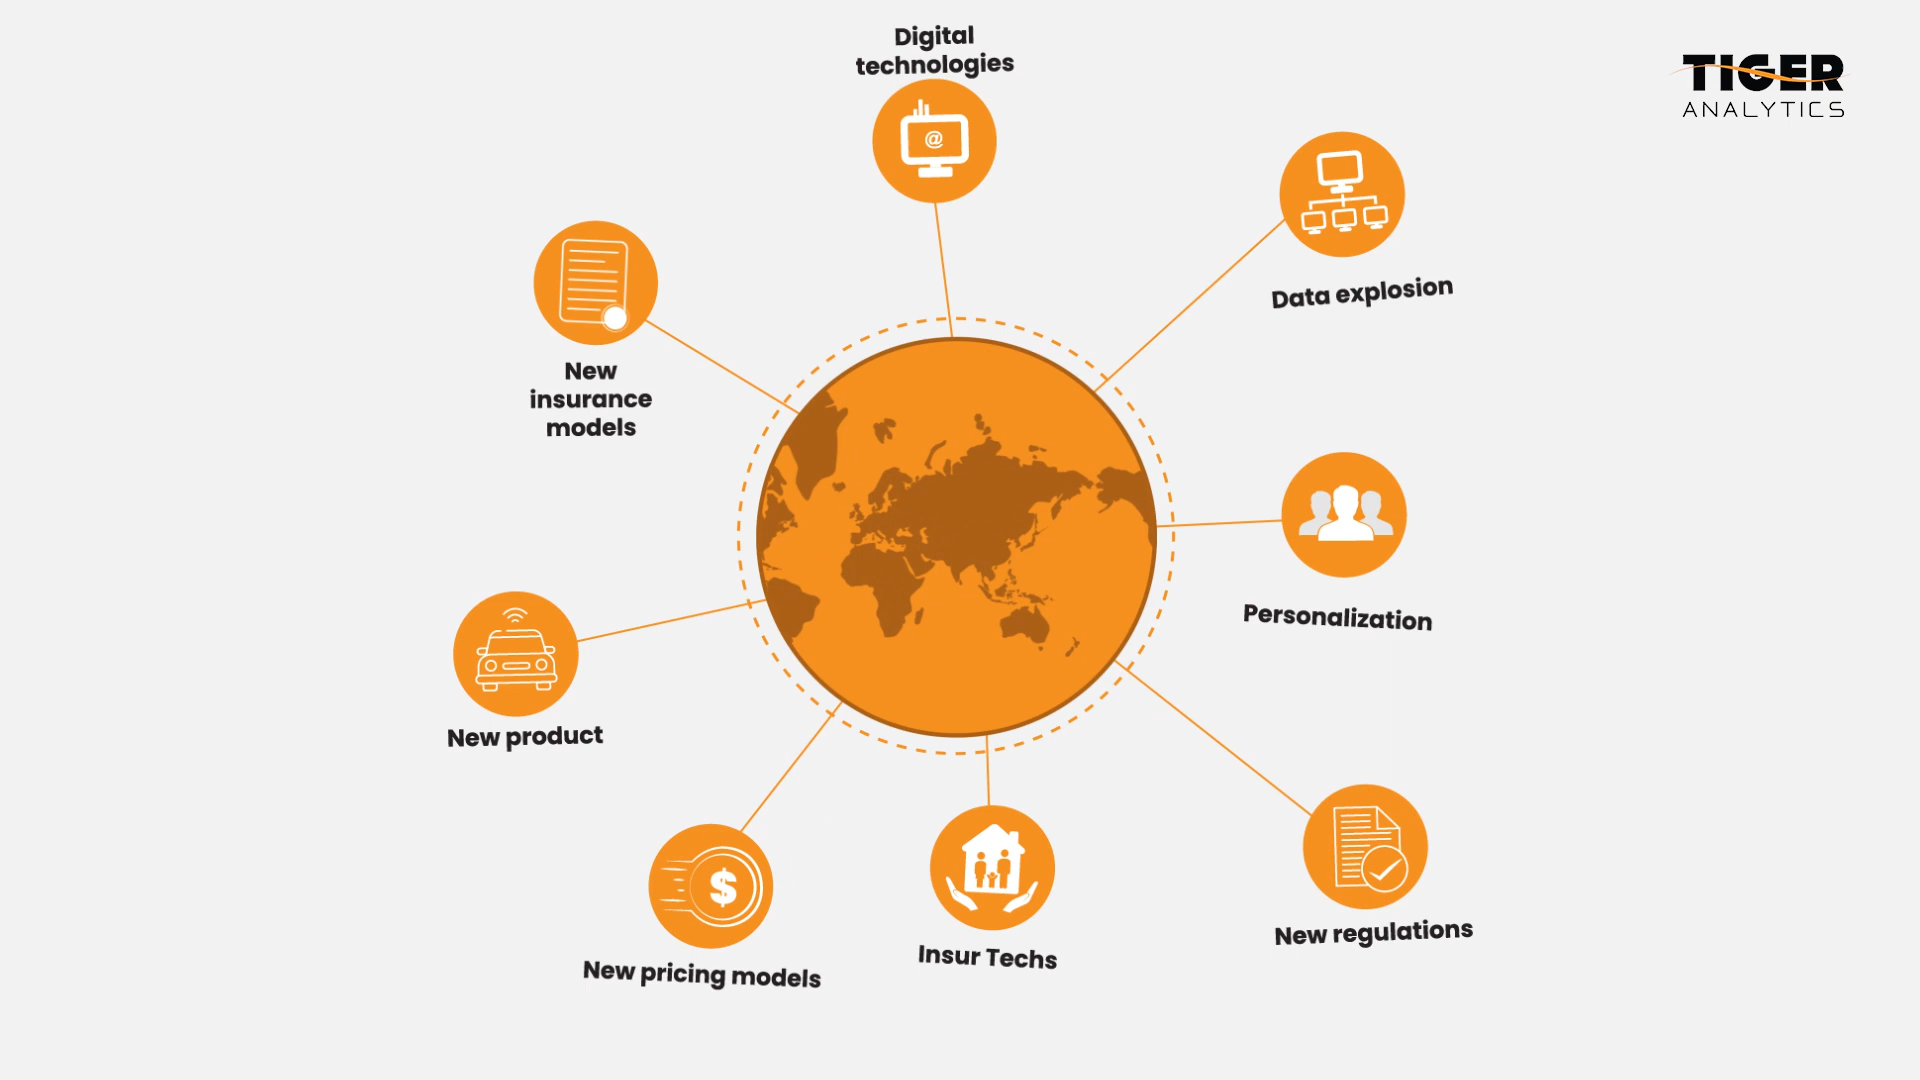 Digital
technologies
@
TIGER
ANALYTICS
Data explosion
New
insurance
models
Personalization
New product
$
New pricing models
Insur Techs
New regulations